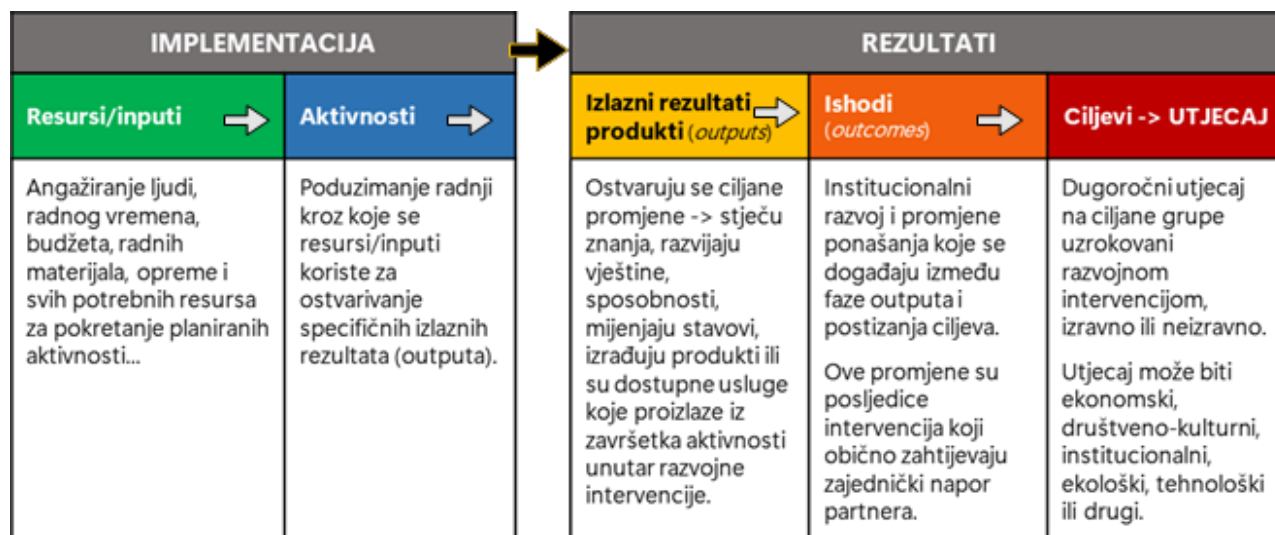 IMPLEMENTACIJA
REZULTATI
Resursi/inputi
Aktivnosti
Izlazni rezultati
produkti (outputs)
Ishodi
(outcomes)
Ciljevi -> UTJECAJ
Angažiranje ljudi,
radnog vremena,
budžeta, radnih
materijala, opreme i
svih potrebnih resursa
za pokretanje planiranih
aktivnosti...
Poduzimanje radnji
kroz koje se
resursi/inputi
koriste za
ostvarivanje
specifičnih izlaznih
rezultata (outputa).
Ostvaruju se ciljane
promjene -> stječu
znanja, razvijaju
vještine,
sposobnosti,
mijenjaju stavovi,
izrađuju produkti ili
su dostupne usluge
koje proizlaze iz
završetka aktivnosti
unutar razvojne
intervencije.
Institucionalni
razvoj i promjene
ponašanja koje se
događaju između
faze outputa i
postizanja ciljeva.
Ove promjene su
posljedice
intervencija koji
obično zahtijevaju
zajednički napor
partnera.
Dugoročni utjecaj
na ciljane grupe
uzrokovani
razvojnom
intervencijom,
izravno ili neizravno.
Utjecaj može biti
ekonomski,
društveno-kulturni,
institucionalni,
ekološki, tehnološki
ili drugi.